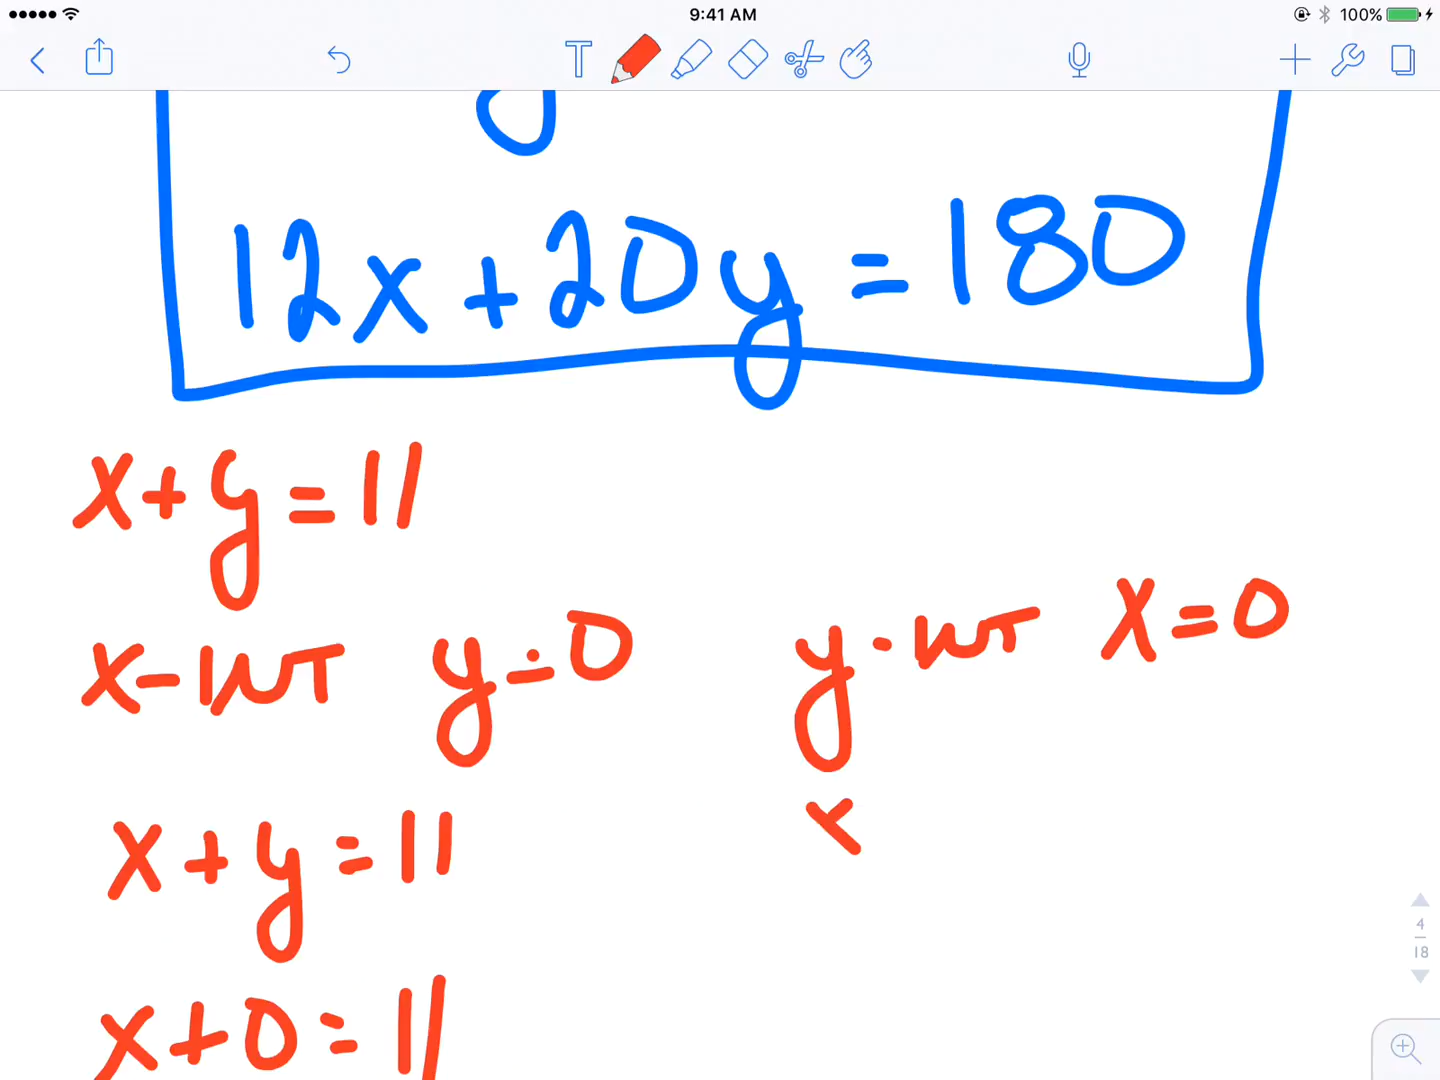 9:41 AM
100%
T
y
12x+20y=180
x+y=11
x-int y=0
y-int x=0
x+y=11
x
x+0=11
4
18